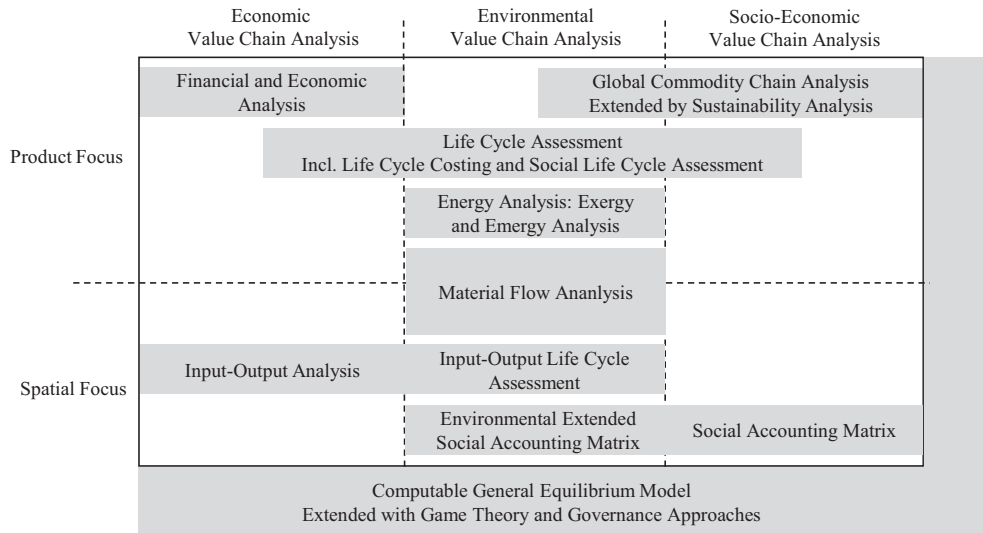 Economic
Value Chain Analysis
Environmental
Value Chain Analysis
Socio-Economic
Value Chain Analysis
Product Focus
Financial and Economic
Analysis
Global Commodity Chain Analysis
Extended by Sustainability Analysis
Life Cycle Assessment
Incl. Life Cycle Costing and Social Life Cycle Assessment
Energy Analysis: Exergy
and Emergy Analysis
Material Flow Ananlysis
Spatial Focus
Input-Output Analysis
Input-Output Life Cycle
Assessment
Environmental Extended
Social Accounting Matrix
Social Accounting Matrix
Computable General Equilibrium Model
Extended with Game Theory and Governance Approaches